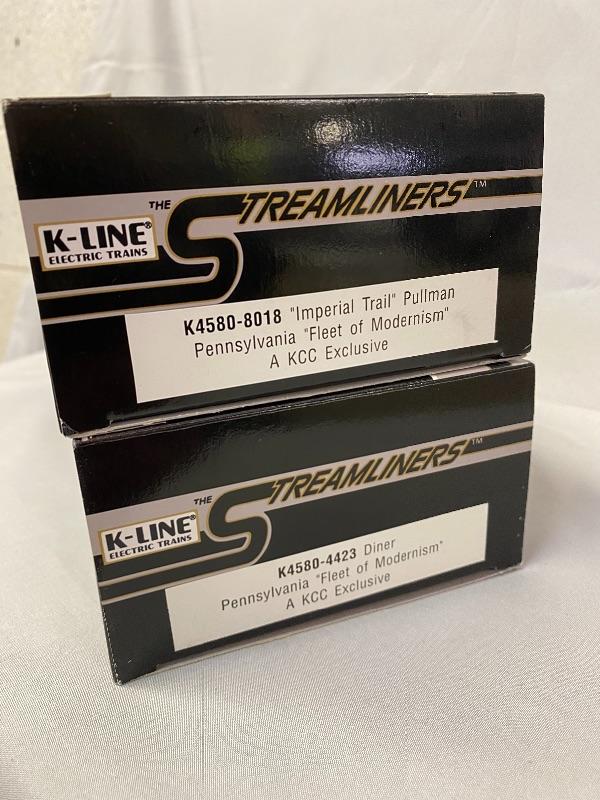 THE STREAMLINERS™
K-LINE®
ELECTRIC TRAINS
K4580-8018 "Imperial Trail" Pullman
Pennsylvania "Fleet of Modernism"
A KCC Exclusive
THE STREAMLINERS™
K-LINE®
ELECTRIC TRAINS
K4580-4423 Diner
Pennsylvania "Fleet of Modernism"
A KCC Exclusive